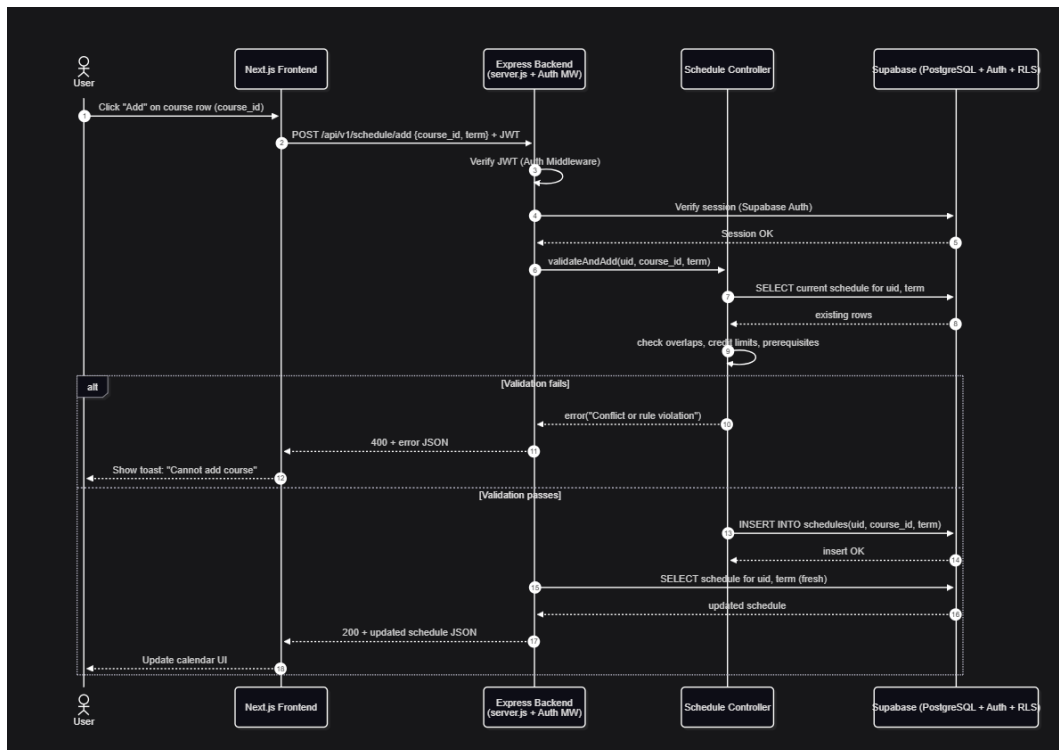 User
Next.js Frontend
Express Backend
(server.js + Auth MW)
Schedule Controller
Supabase (PostgreSQL + Auth + RLS)
Click "Add" on course row (course_id)
1
POST /api/v1/schedule/add {course_id, term} + JWT
2
Verify JWT (Auth Middleware)
3
Verify session (Supabase Auth)
4
Session OK
5
validateAndAdd(uid, course_id, term)
6
SELECT current schedule for uid, term
7
existing rows
8
check overlaps, credit limits, prerequisites
9
alt
[Validation fails]
error("Conflict or rule violation")
10
400 + error JSON
11
Show toast: "Cannot add course"
12
[Validation passes]
INSERT INTO schedules(uid, course_id, term)
13
insert OK
14
SELECT schedule for uid, term (fresh)
15
updated schedule
16
200 + updated schedule JSON
17
Update calendar UI
18
User
Next.js Frontend
Express Backend
(server.js + Auth MW)
Schedule Controller
Supabase (PostgreSQL + Auth + RLS)